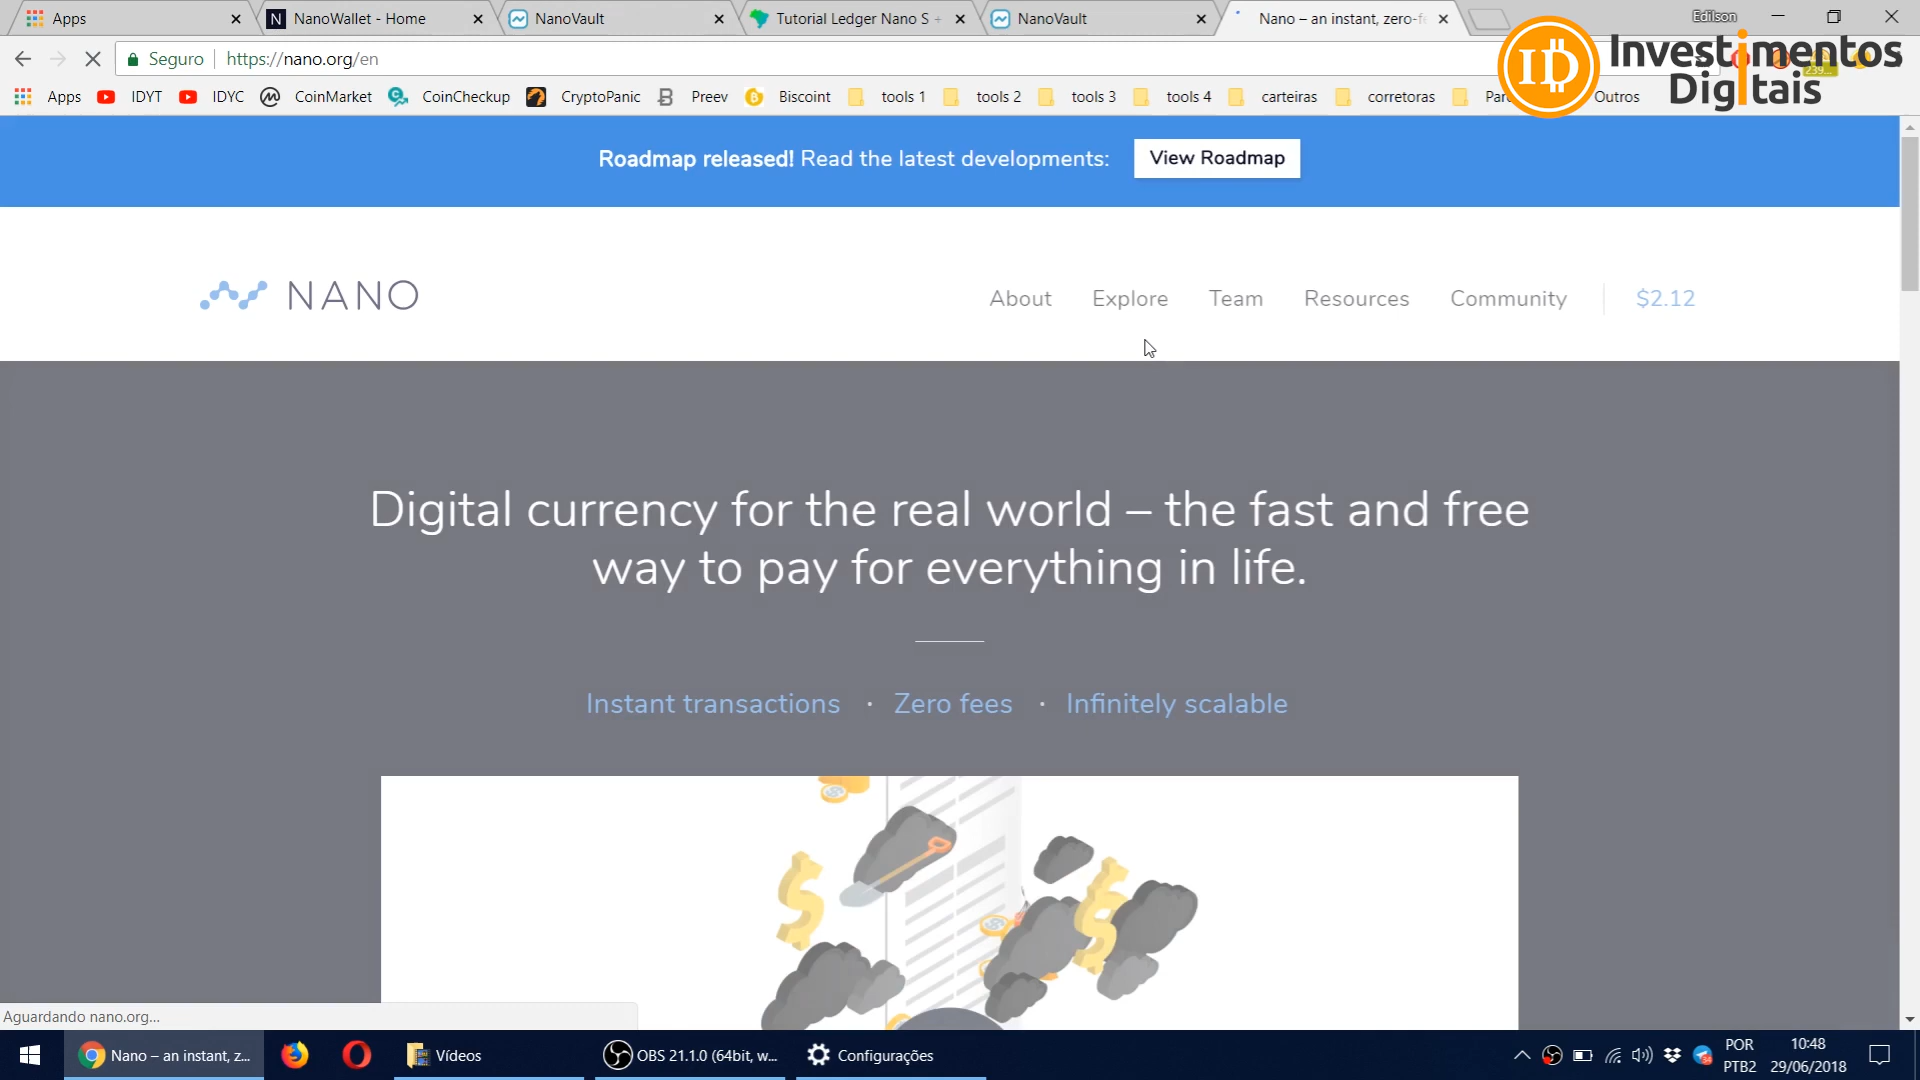 Apps
NanoWallet - Home
NanoVault
Tutorial Ledger Nano S +
NanoVault
Nano – an instant, zero-f
Edilson
Seguro
https://nano.org/en
Investimentos
Digitais
Apps
IDYT
IDYC
CoinMarket
CoinCheckup
CryptoPanic
Preev
Biscoint
tools 1
tools 2
tools 3
tools 4
carteiras
corretoras
Outros
Roadmap released! Read the latest developments:
View Roadmap
NANO
About
Explore
Team
Resources
Community
$2.12
Digital currency for the real world – the fast and free
way to pay for everything in life.
Instant transactions · Zero fees · Infinitely scalable
Aguardando nano.org...
Nano – an instant, z...
Vídeos
OBS 21.1.0 (64bit, w...
Configurações
POR
PTB2
10:48
29/06/2018